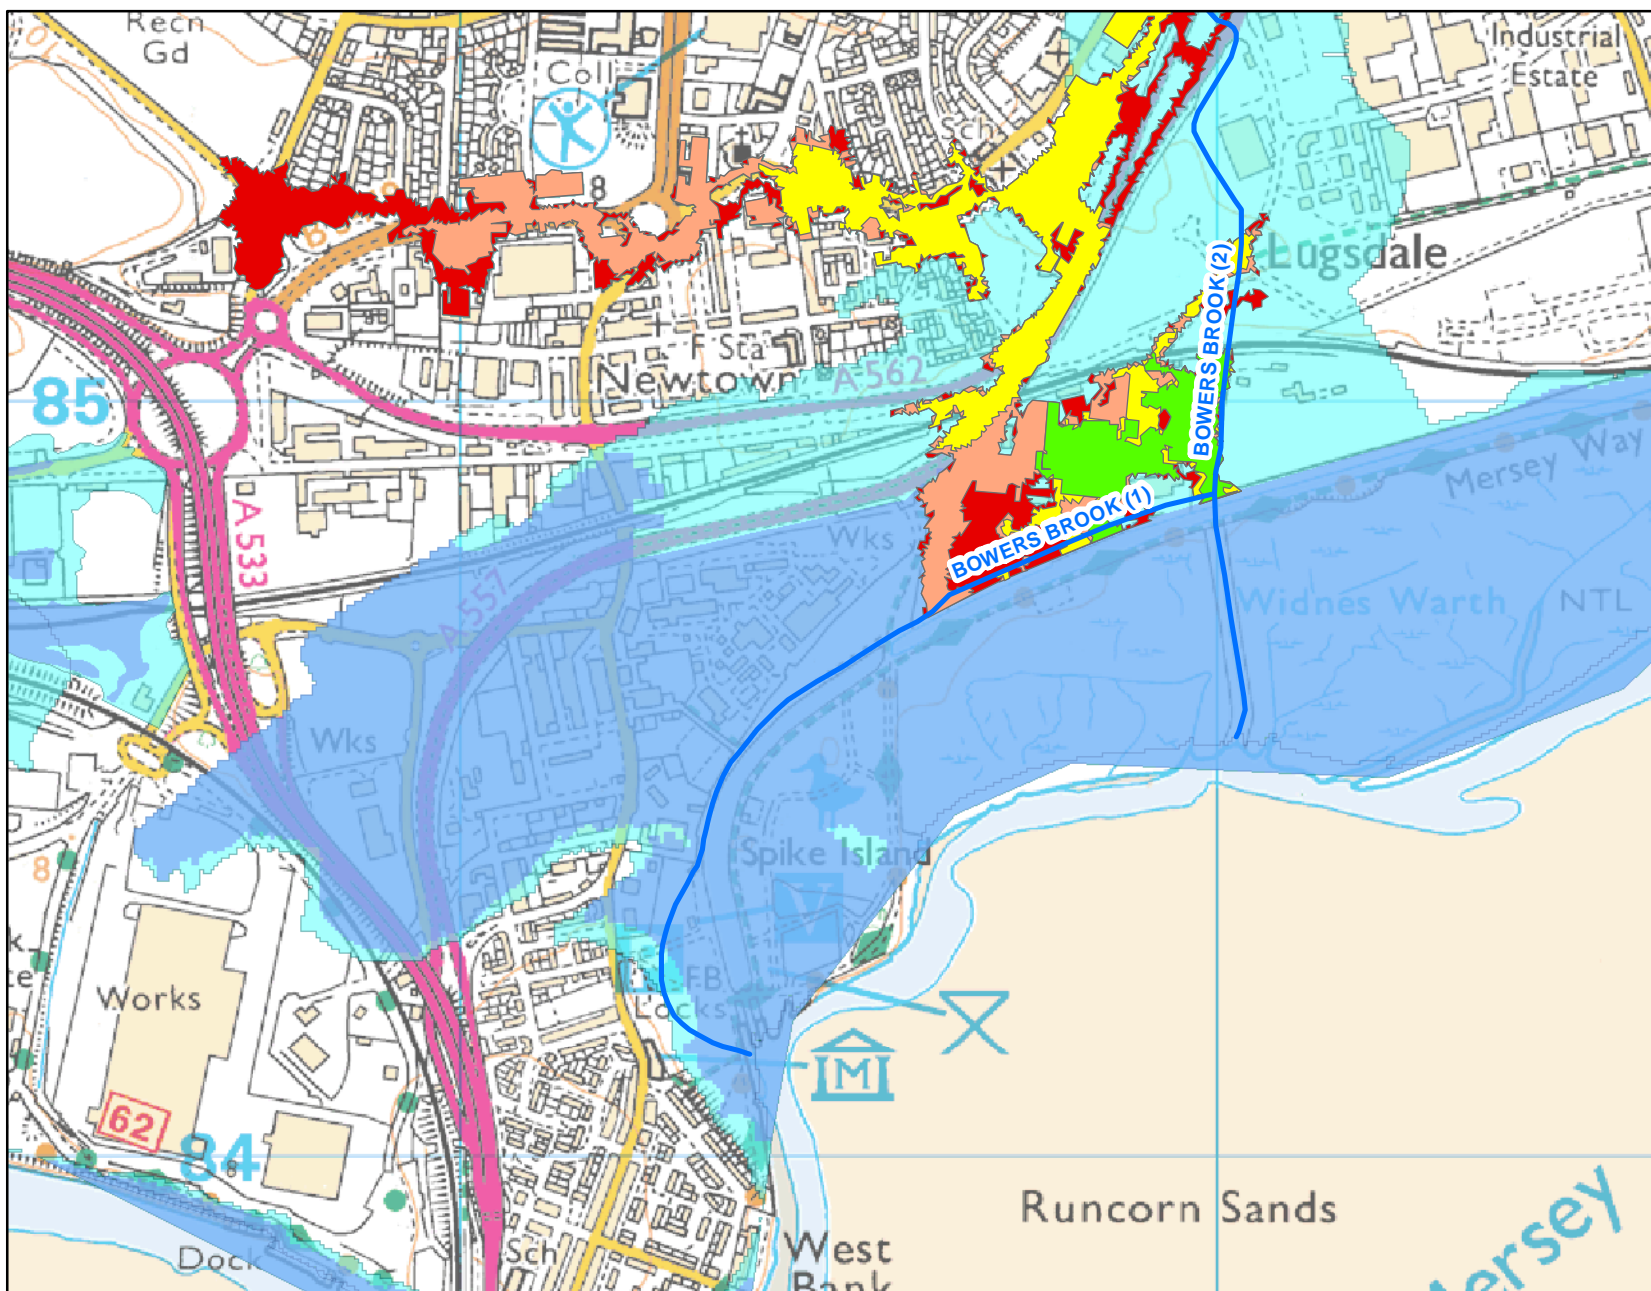 Recn
Gd
Coll
Industrial
Estate
Sch
8
Lugsdale
BOWERS BROOK (2)
F Sta
Newtown
A 562
85
Mersey Way
A 533
Wks
BOWERS BROOK (1)
A 557
Widnes Warth
NTL
Wks
Spike Island
V
8
FB
Locks
Works
M
62
84
Runcorn Sands
Dock
Sch
West
Bank
Mersey